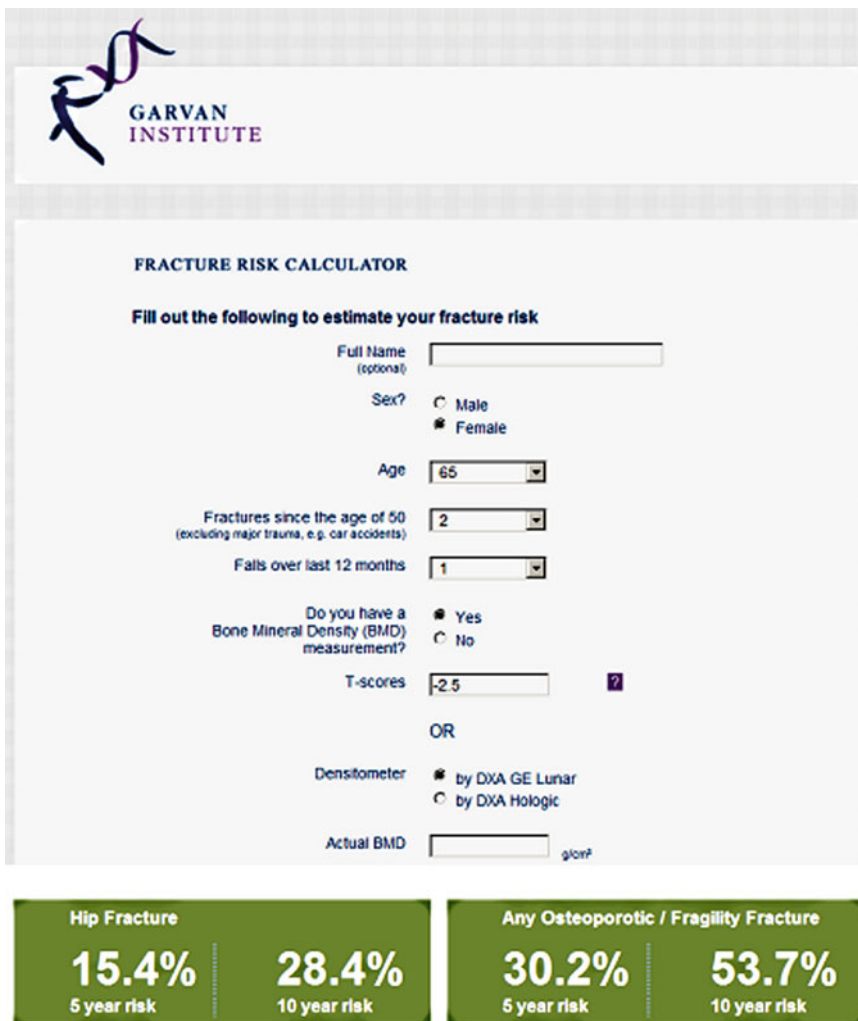 GARVAN
INSTITUTE
FRACTURE RISK CALCULATOR
Fill out the following to estimate your fracture risk
Full Name
(optional)
Sex?
Male
Female
Age
65
Fractures since the age of 50
(excluding major trauma, e.g. car accidents)
2
Falls over last 12 months
1
Do you have a
Bone Mineral Density (BMD)
measurement?
Yes
No
T-scores
-2.5
?
OR
Densitometer
by DXA GE Lunar
by DXA Hologic
Actual BMD
g/cm²
Hip Fracture
15.4%
5 year risk
28.4%
10 year risk
Any Osteoporotic / Fragility Fracture
30.2%
5 year risk
53.7%
10 year risk